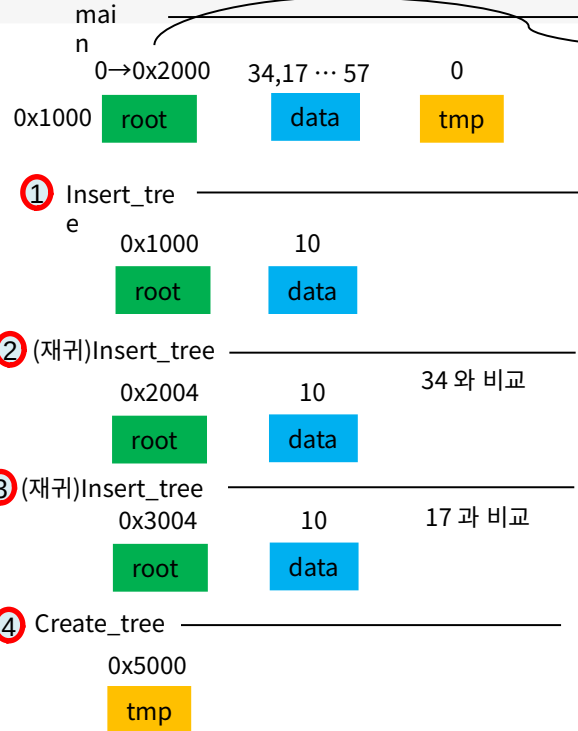 mai
n
0→0x2000 34,17 … 57 0
0x1000 root data tmp
1 Insert_tre
e
0x1000 10
root data
2 (재귀)Insert_tree
34 와 비교
0x2004 10
root data
3 (재귀)Insert_tree
17 과 비교
0x3004 10
root data
4 Create_tree
0x5000
tmp